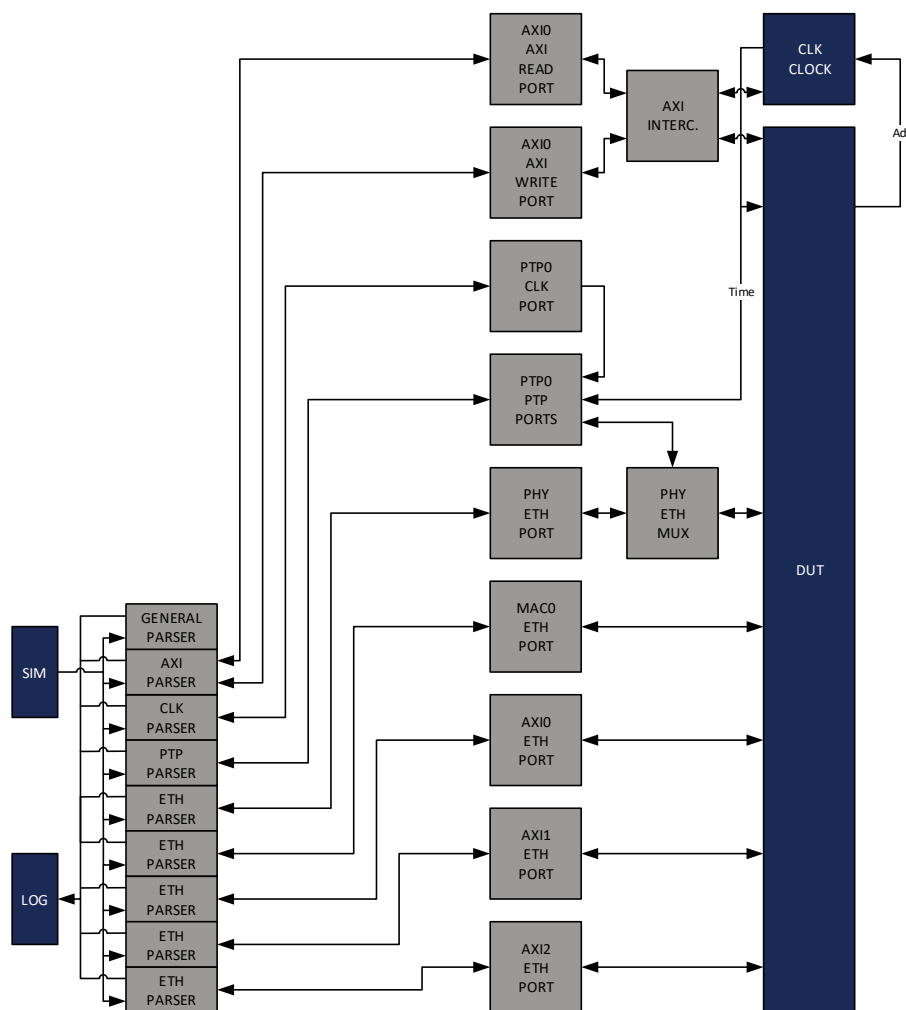 AXI0
AXI
READ
PORT
CLK
CLOCK
AXI
INTERC.
Ad
AXI0
AXI
WRITE
PORT
PTP0
CLK
PORT
Time
PTP0
PTP
PORTS
PHY
ETH
PORT
PHY
ETH
MUX
DUT
MAC0
ETH
PORT
AXI0
ETH
PORT
AXI1
ETH
PORT
AXI2
ETH
PORT
SIM
LOG
GENERAL
PARSER
AXI
PARSER
CLK
PARSER
PTP
PARSER
ETH
PARSER
ETH
PARSER
ETH
PARSER
ETH
PARSER
ETH
PARSER